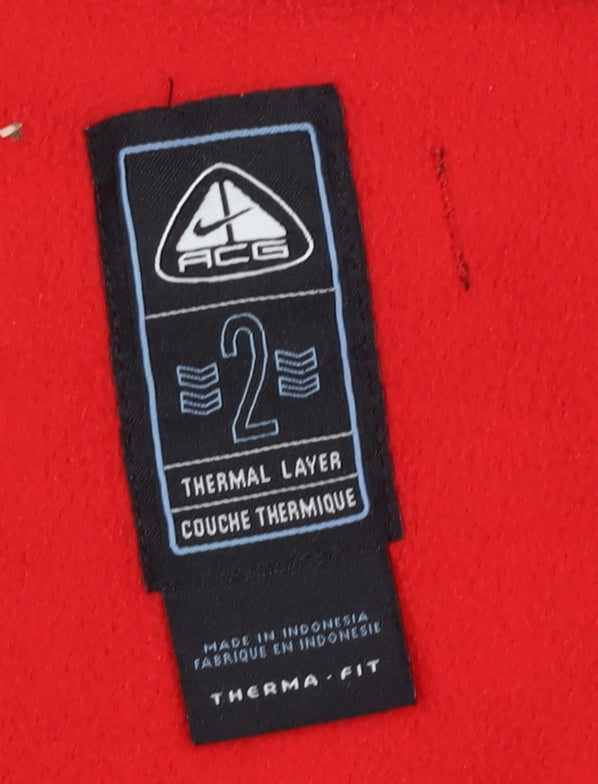 ACG
2
THERMAL LAYER
COUCHE THERMIQUE
MADE IN INDONESIA
FABRIQUE EN INDONESIE
THERMA-FIT